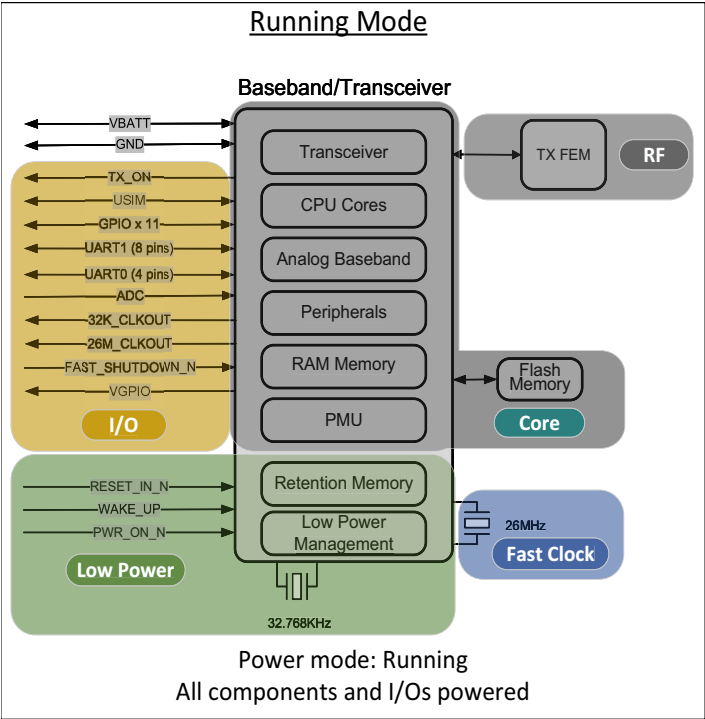 Running Mode
Baseband/Transceiver
VBATT
GND
TX_ON
USIM
GPIO x 11
UART1 (8 pins)
UART0 (4 pins)
ADC
32K_CLKOUT
26M_CLKOUT
FAST_SHUTDOWN_N
VGPIO
I/O
Transceiver
CPU Cores
Analog Baseband
Peripherals
RAM Memory
PMU
TX FEM
RF
Flash
Memory
Core
RESET_IN_N
WAKE_UP
PWR_ON_N
Low Power
Retention Memory
Low Power
Management
26MHz
Fast Clock
32.768KHz
Power mode: Running
All components and I/Os powered